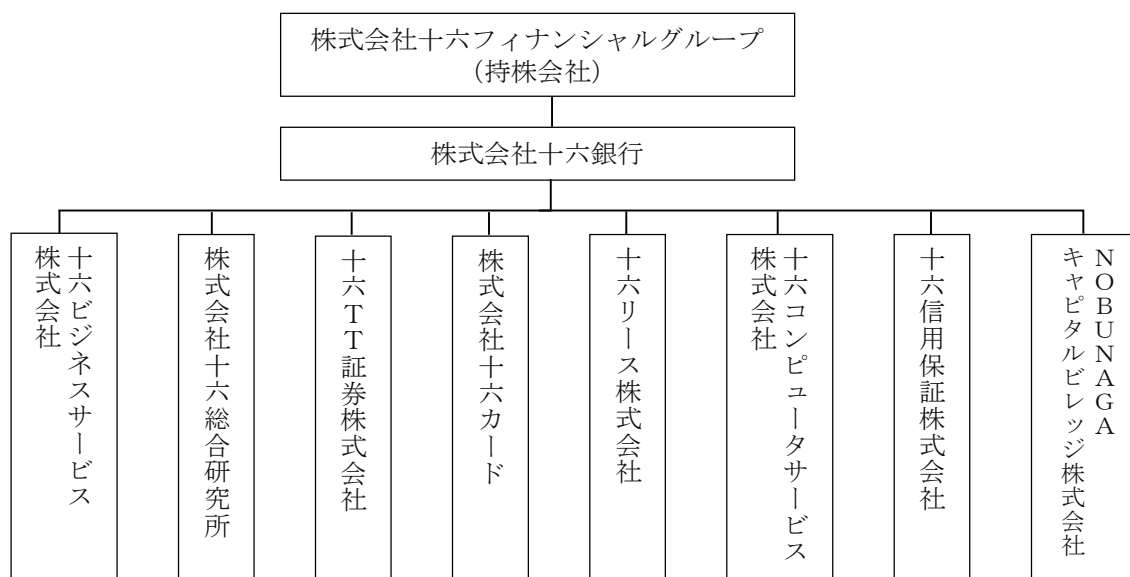 株式会社十六フィナンシャルグループ
（持株会社）
株式会社十六銀行
十六ビジネスサービス
株式会社
株式会社十六総合研究所
十六ＴＴ証券株式会社
株式会社十六カード
十六リース株式会社
十六コンピュータサービス
株式会社
十六信用保証株式会社
ＮＯＢＵＮＡＧＡ
キャピタルビレッジ株式会社